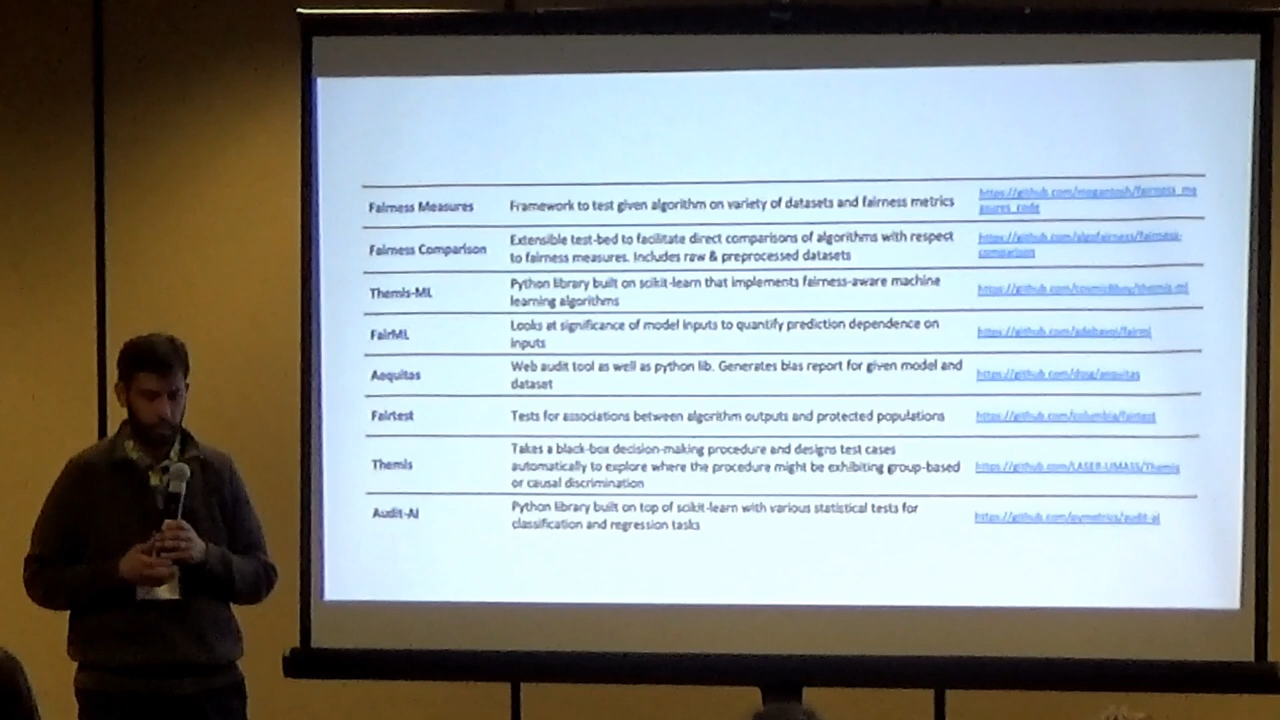 Fairness Measures
Framework to test given algorithm on variety of datasets and fairness metrics
https://github.com/megantosh/fairness_me
asures_code
Fairness Comparison
Extensible test-bed to facilitate direct comparisons of algorithms with respect
to fairness measures. Includes raw & preprocessed datasets
https://github.com/algofairness/fairness-
comparison
Themis-ML
Python library built on scikit-learn that implements fairness-aware machine
learning algorithms
https://github.com/cosmicBboy/themis-ml
FairML
Looks at significance of model inputs to quantify prediction dependence on
inputs
https://github.com/adebayoj/fairml
Aequitas
Web audit tool as well as python lib. Generates bias report for given model and
dataset
https://github.com/dssg/aequitas
Fairtest
Tests for associations between algorithm outputs and protected populations
https://github.com/columbia/fairtest
Themis
Takes a black-box decision-making procedure and designs test cases
automatically to explore where the procedure might be exhibiting group-based
or causal discrimination
https://github.com/LASER-UMASS/Themis
Audit-AI
Python library built on top of scikit-learn with various statistical tests for
classification and regression tasks
https://github.com/pymetrics/audit-ai